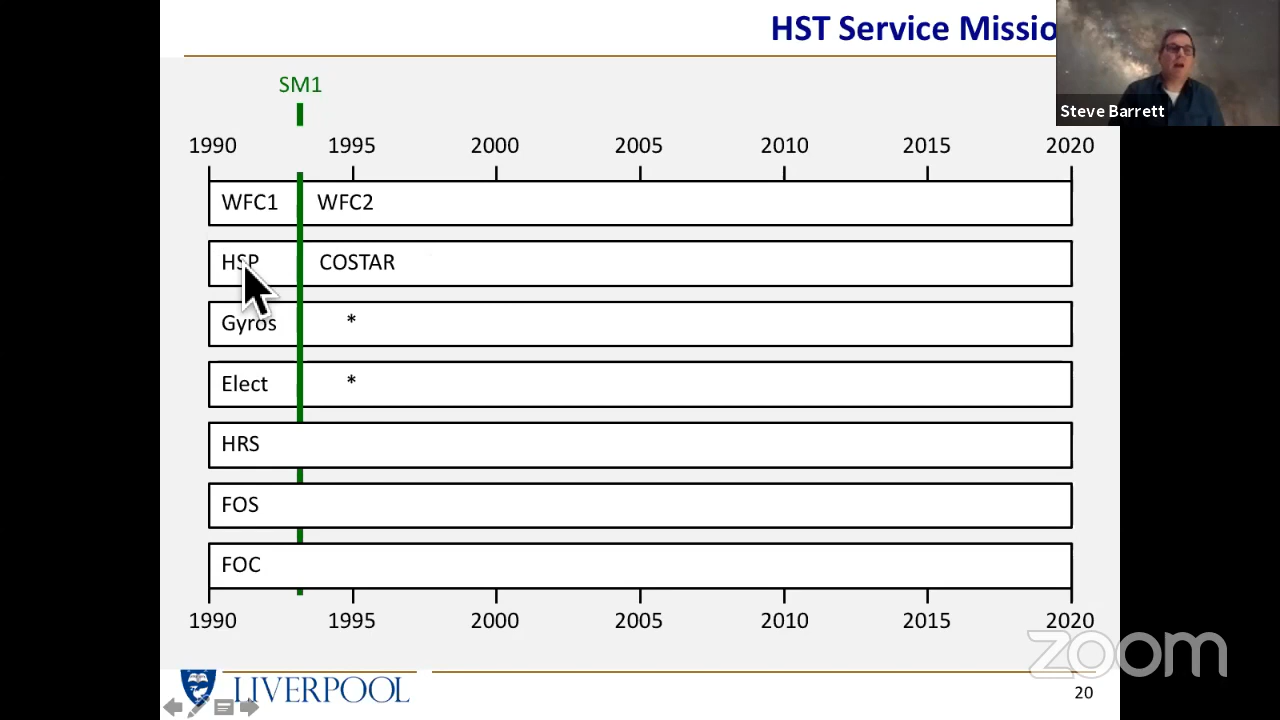 HST Service Missio
Steve Barrett
SM1
1990 1995 2000 2005 2010 2015 2020
WFC1 WFC2
HSP COSTAR
Gyros *
Elect *
HRS
FOS
FOC
1990 1995 2000 2005 2010 2015 2020
zoom
LIVERPOOL
20